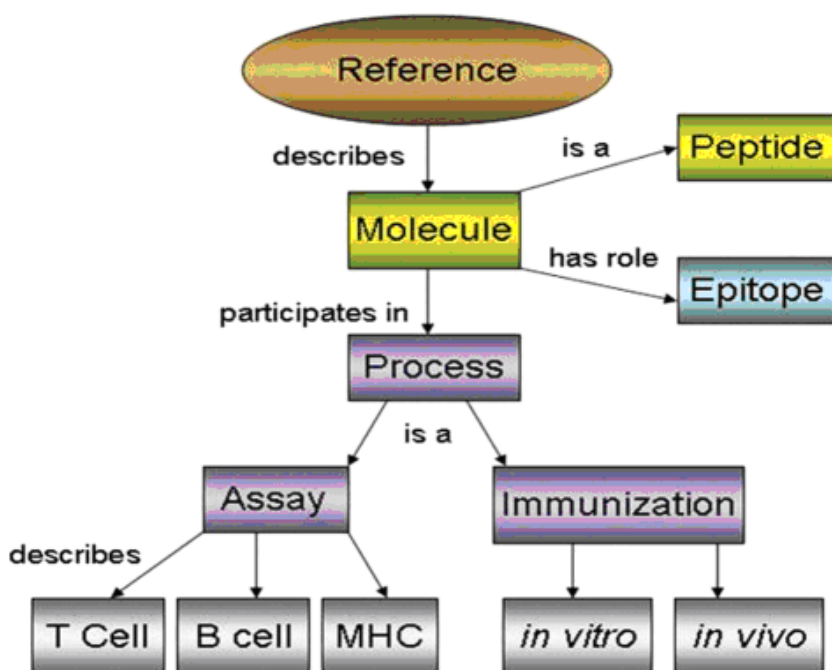 Reference
describes
is a
Peptide
Molecule
has role
Epitope
participates in
Process
is a
Assay
Immunization
describes
T Cell
B cell
MHC
in vitro
in vivo